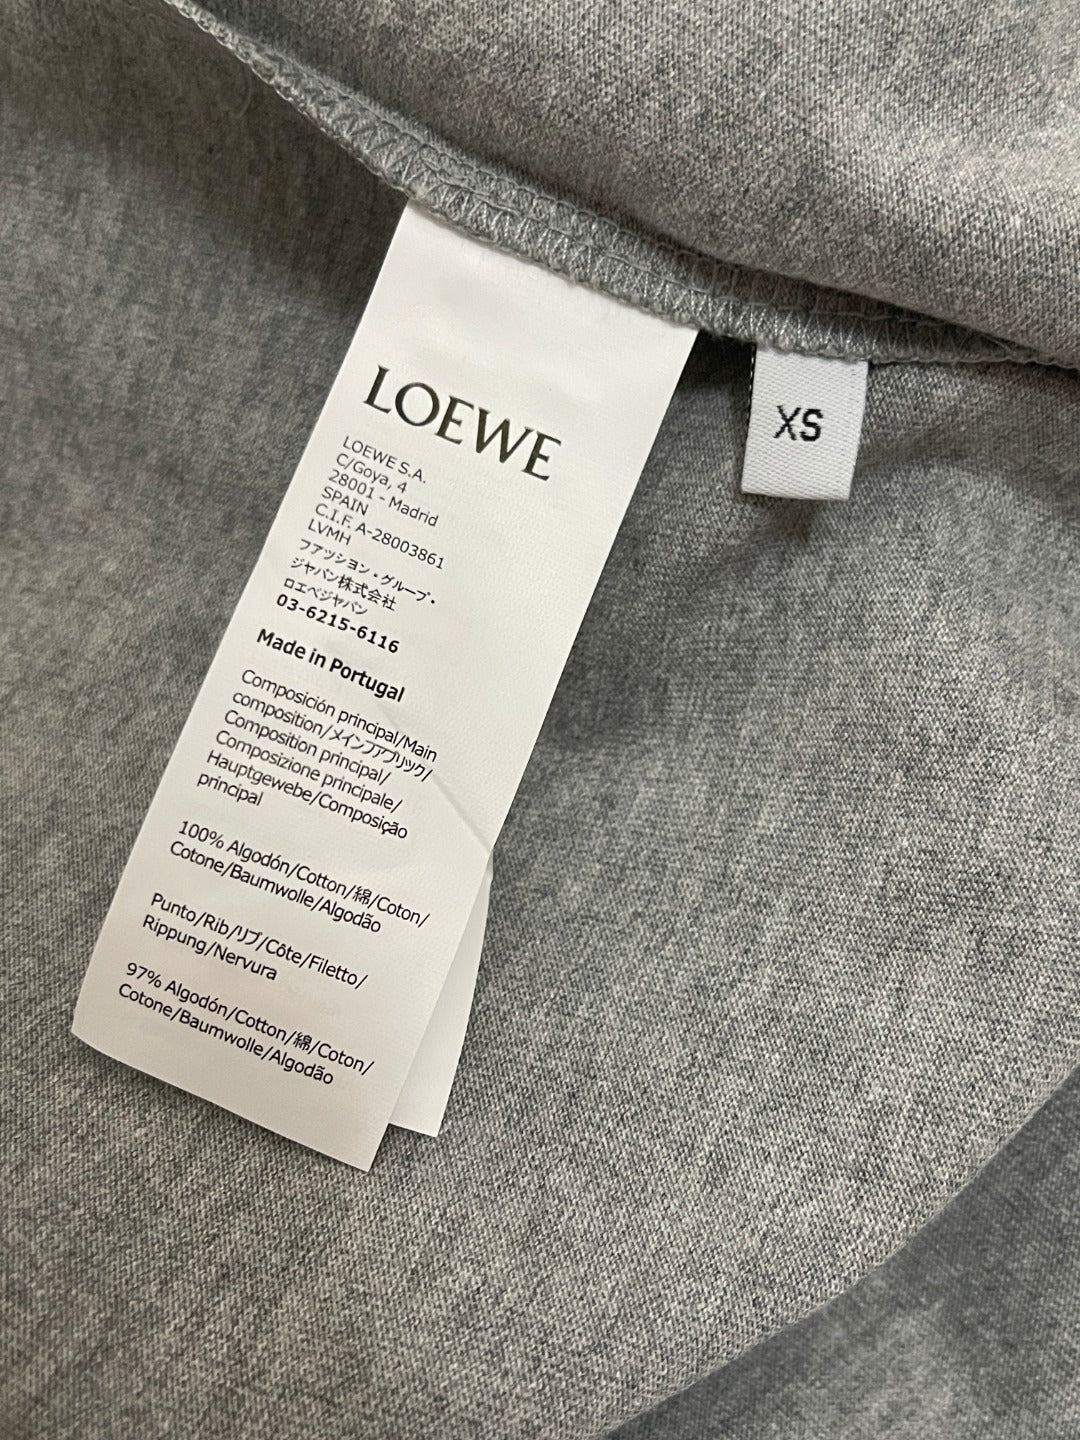 LOEWE
LOEWE S.A.
C/Goya, 4
28001 - Madrid
SPAIN
C.I.F. A-28003861
LVMH
ファッション・グループ・
ジャパン株式会社
ロエベジャパン
03-6215-6116
Made in Portugal
Composición principal/Main
composition/メインファブリック/
Composition principal/
Composizione principale/
Hauptgewebe/Composição
principal
100% Algodón/Cotton/綿/Coton/
Cotone/Baumwolle/Algodão
Punto/Rib/リブ/Côte/Filetto/
Rippung/Nervura
97% Algodón/Cotton/綿/Coton/
Cotone/Baumwolle/Algodão
XS